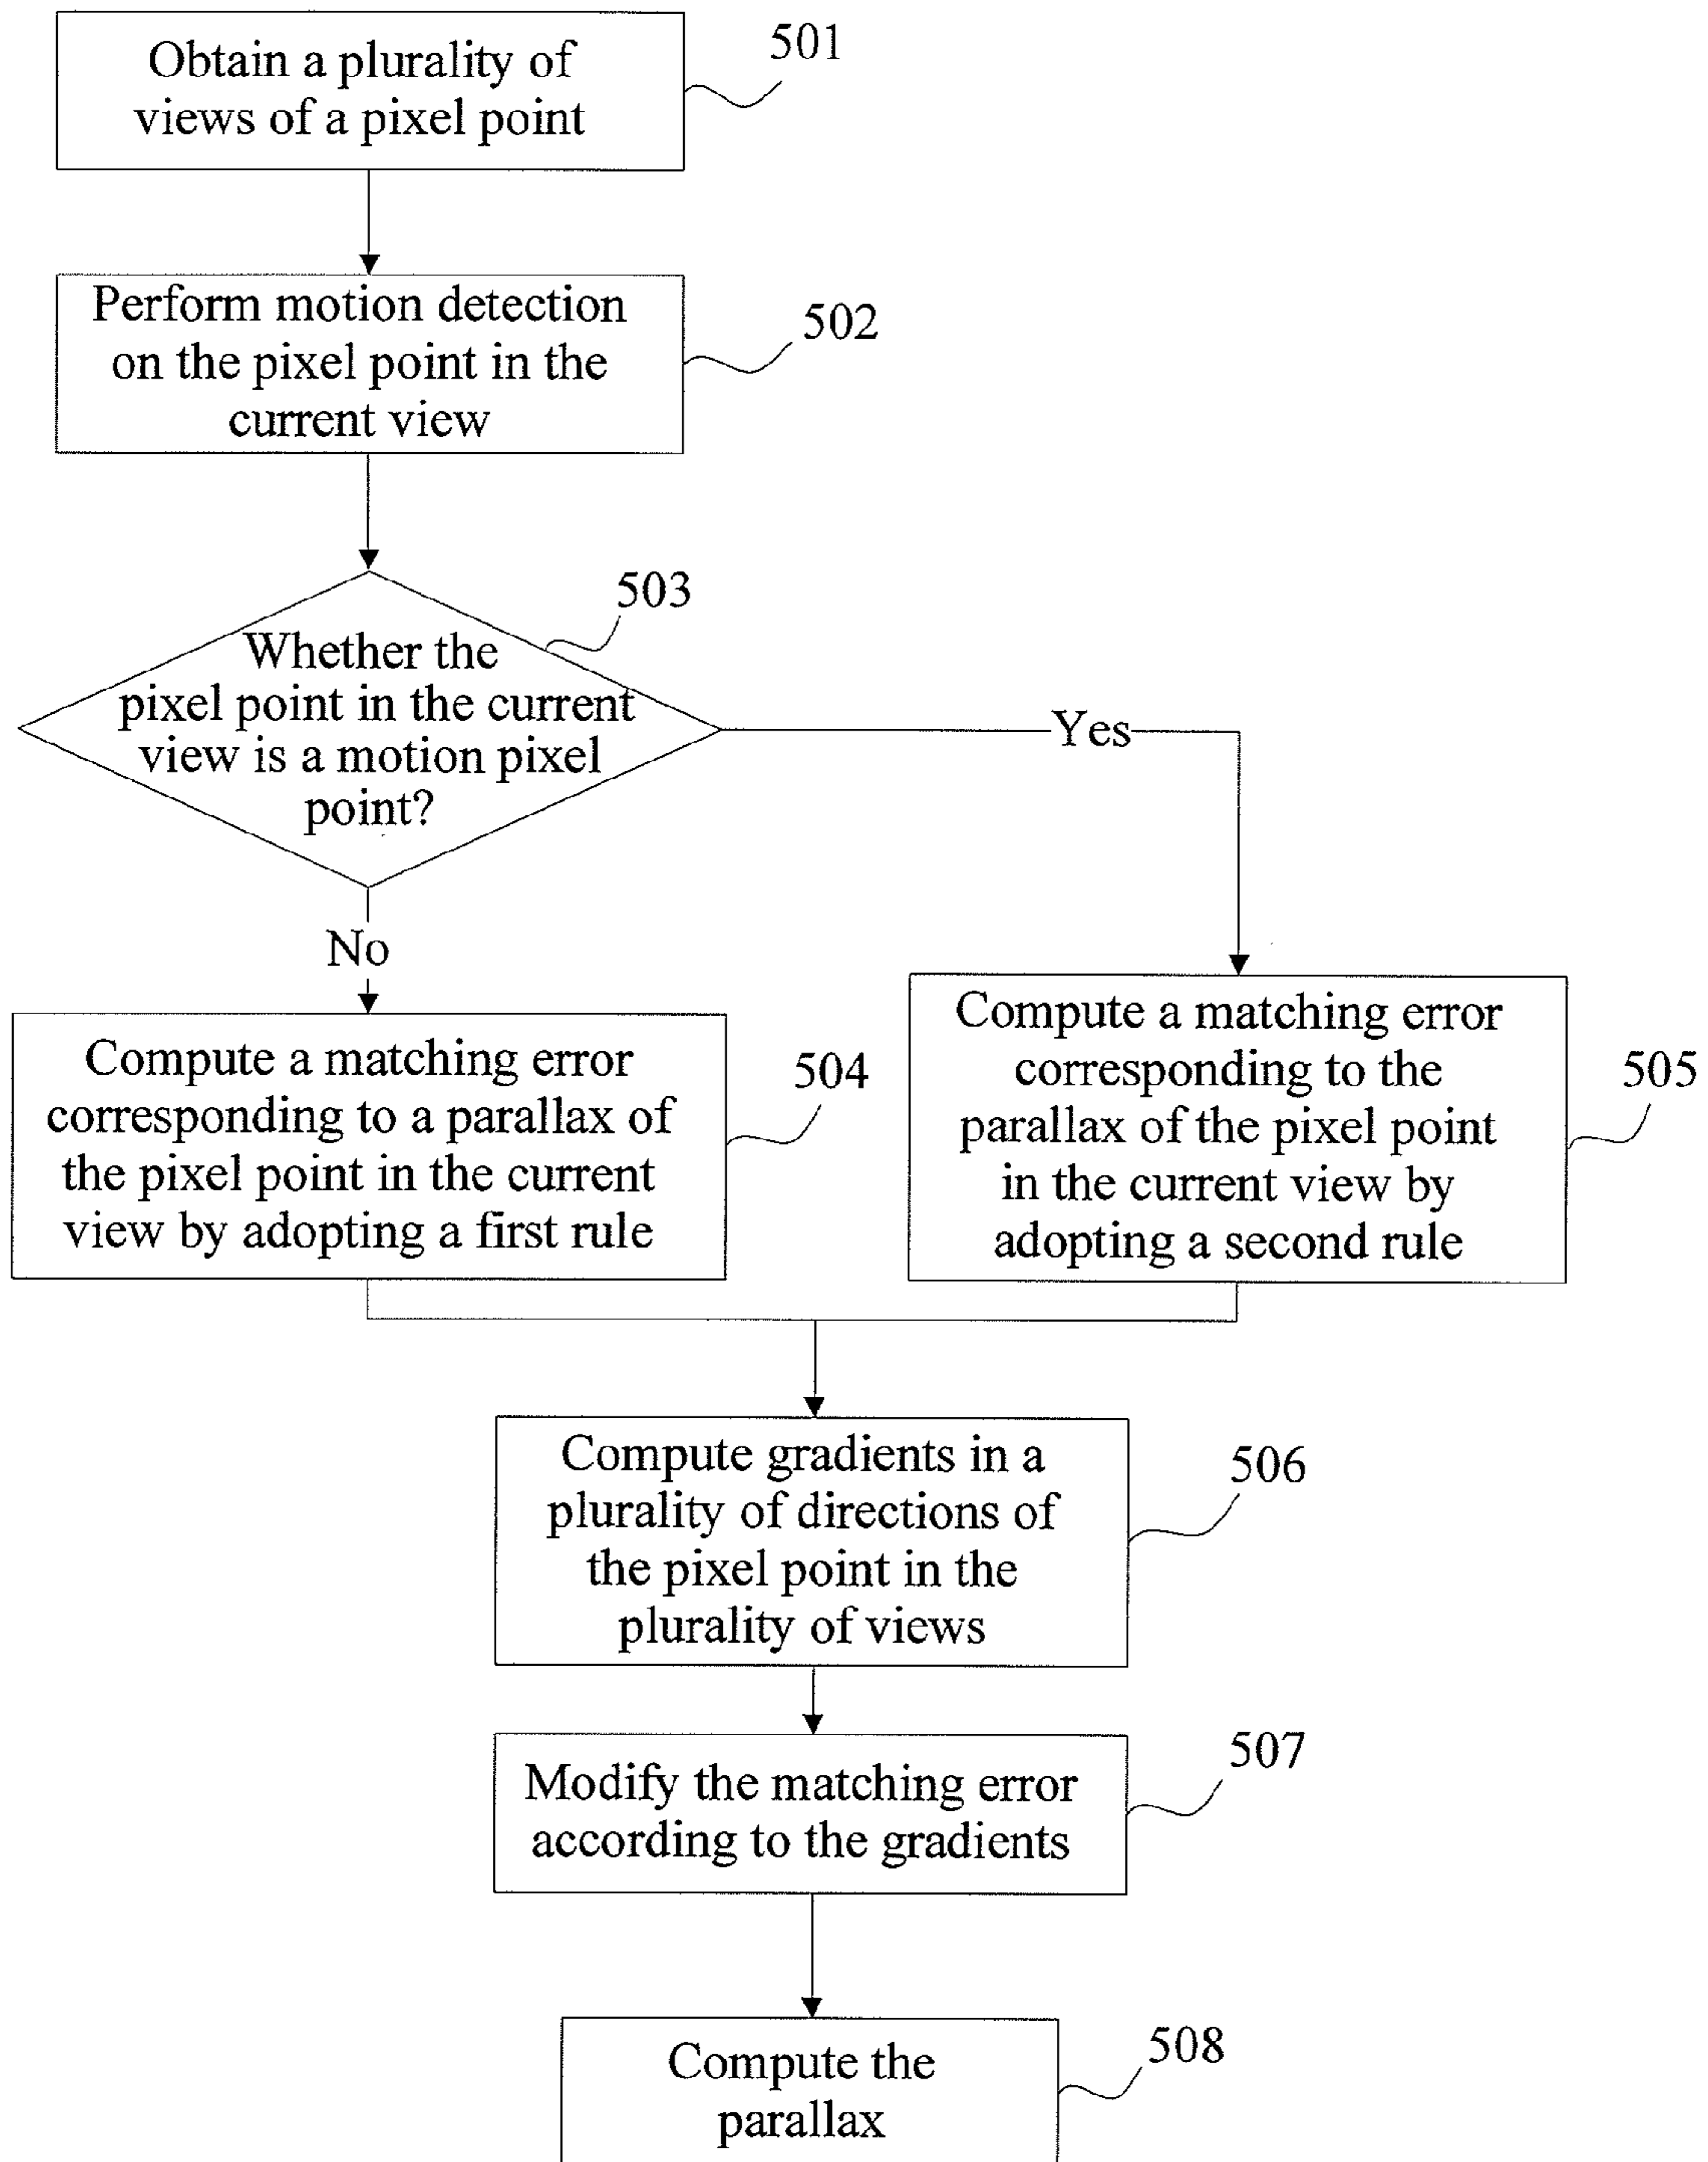 Obtain a plurality of
views of a pixel point
501
Perform motion detection
on the pixel point in the
current view
502
503
Whether the
pixel point in the current
view is a motion pixel
point?
Yes
No
Compute a matching error
corresponding to a parallax of
the pixel point in the current
view by adopting a first rule
504
Compute a matching error
corresponding to the
parallax of the pixel point
in the current view by
adopting a second rule
505
Compute gradients in a
plurality of directions of
the pixel point in the
plurality of views
506
Modify the matching error
according to the gradients
507
Compute the
parallax
508